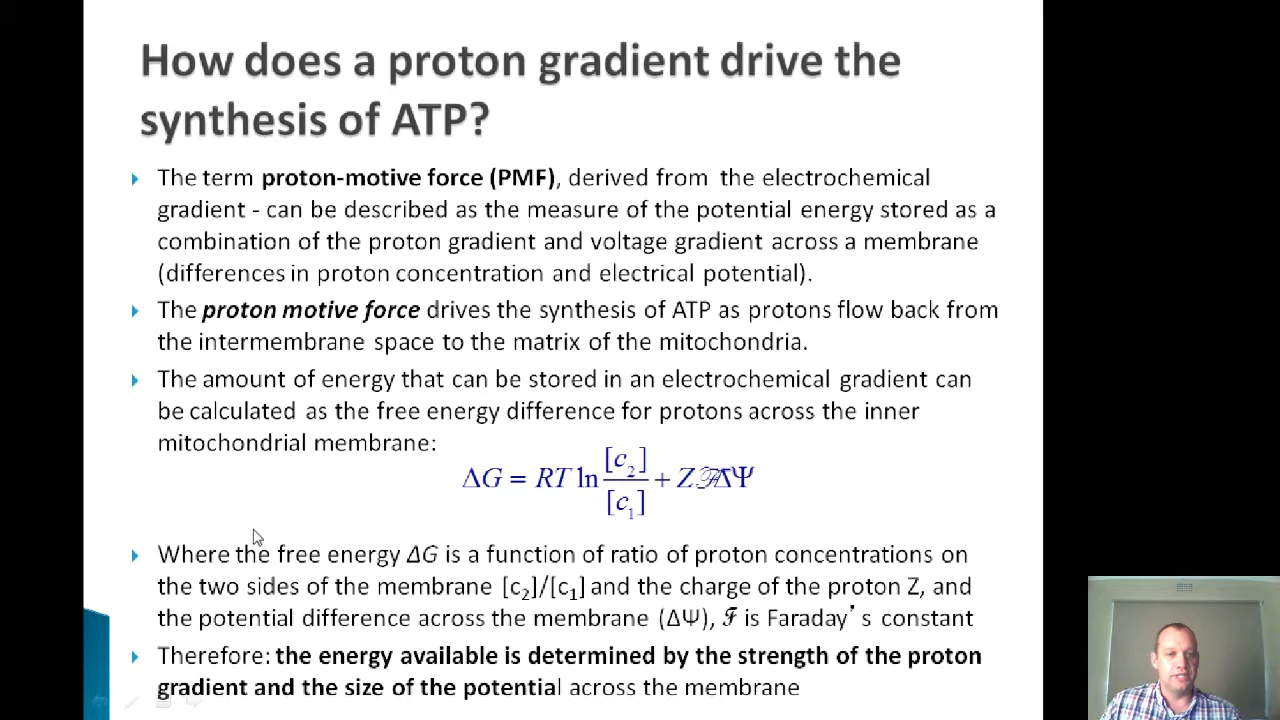 How does a proton gradient drive the
synthesis of ATP?
The term proton-motive force (PMF), derived from the electrochemical
gradient - can be described as the measure of the potential energy stored as a
combination of the proton gradient and voltage gradient across a membrane
(differences in proton concentration and electrical potential).
The proton motive force drives the synthesis of ATP as protons flow back from
the intermembrane space to the matrix of the mitochondria.
The amount of energy that can be stored in an electrochemical gradient can
be calculated as the free energy difference for protons across the inner
mitochondrial membrane:
ΔG = RT ln [c₂]/[c₁] + ZℱΔΨ
Where the free energy ΔG is a function of ratio of proton concentrations on
the two sides of the membrane [c₂]/[c₁] and the charge of the proton Z, and
the potential difference across the membrane (ΔΨ), ℱ is Faraday's constant
Therefore: the energy available is determined by the strength of the proton
gradient and the size of the potential across the membrane